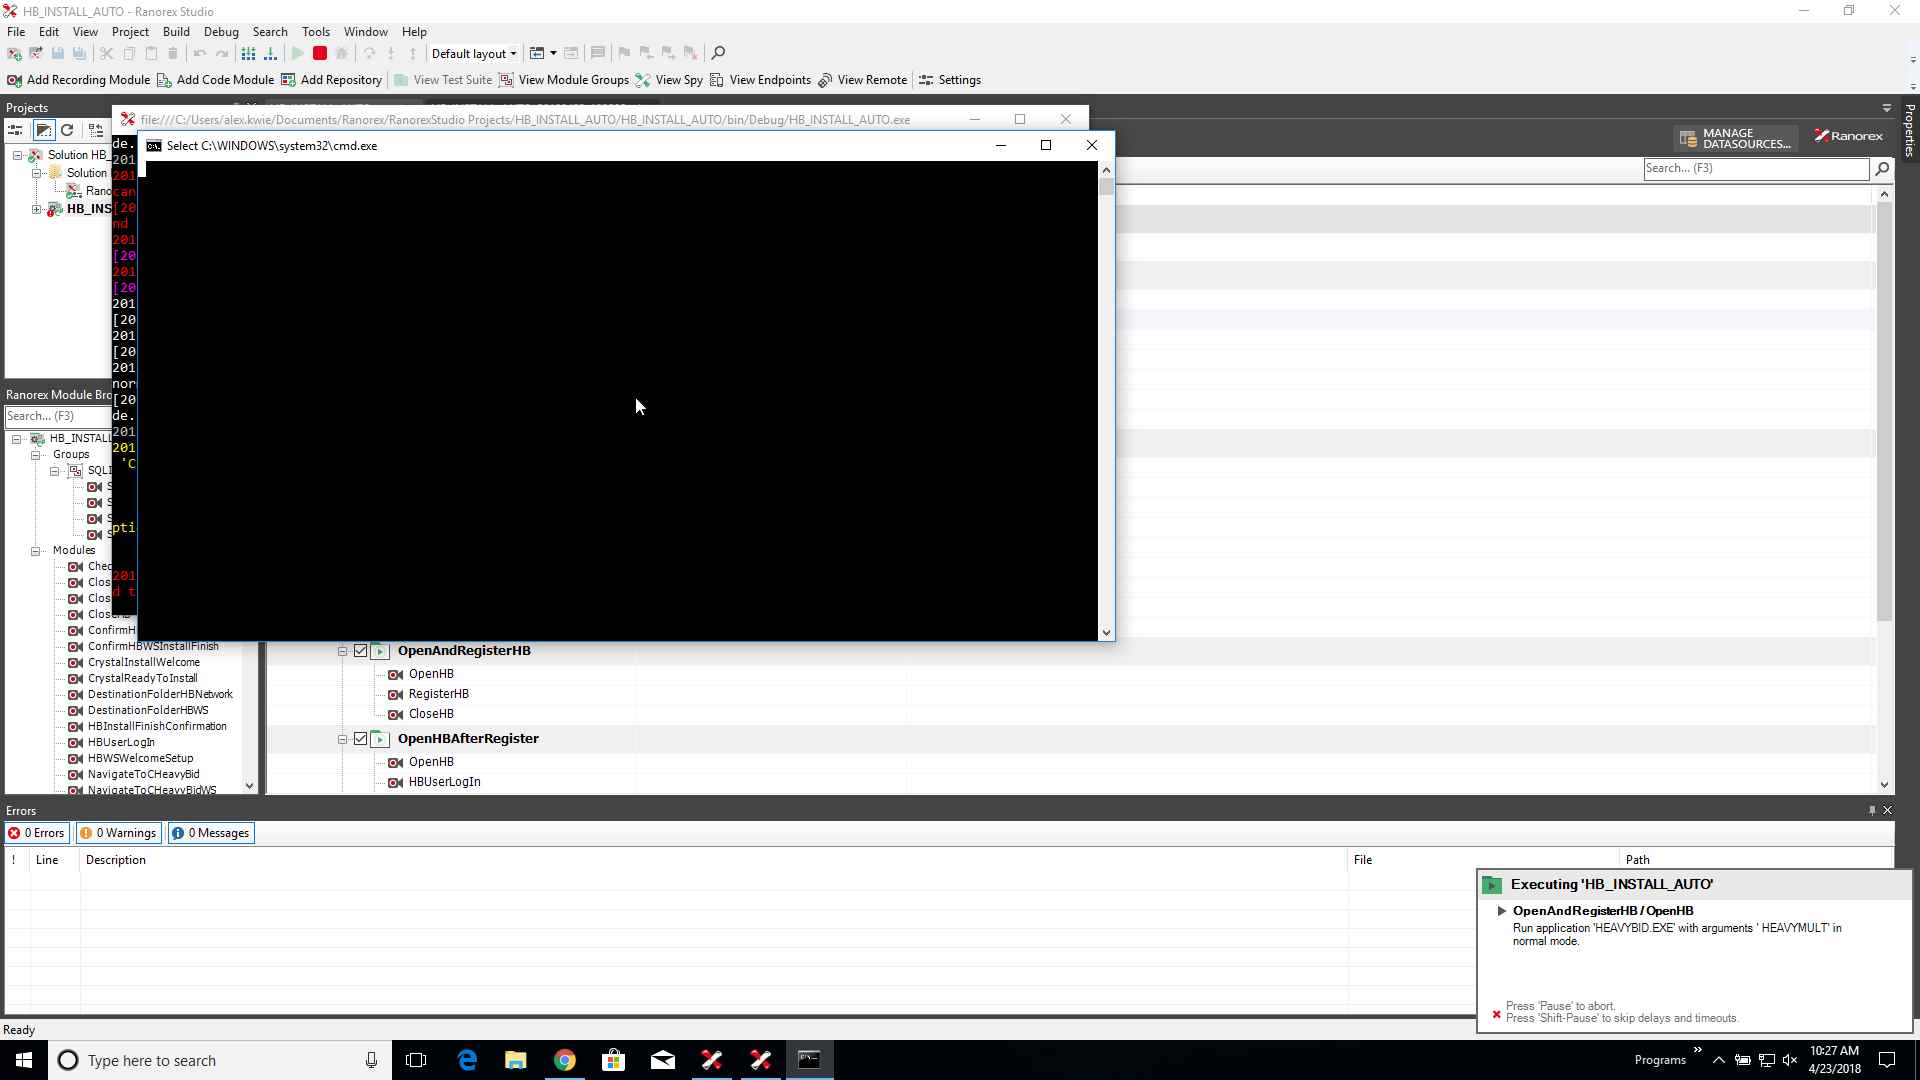 HB_INSTALL_AUTO - Ranorex Studio
File Edit View Project Build Debug Search Tools Window Help
Default layout
Add Recording Module Add Code Module Add Repository View Test Suite View Module Groups View Spy View Endpoints View Remote Settings
Projects
Properties
file:///C:/Users/alex.kwie/Documents/Ranorex/RanorexStudio Projects/HB_INSTALL_AUTO/HB_INSTALL_AUTO/bin/Debug/HB_INSTALL_AUTO.exe
MANAGE
DATASOURCES...
Ranorex
Select C:\WINDOWS\system32\cmd.exe
Search... (F3)
Solution HB_
Solution
Rano
HB_INS
de.
201
201
can
[20
nd
201
[20
201
[20
201
[20
201
[20
201
nor
[20
de.
201
201
'C
pti
201
d t
Ranorex Module Bro
Search... (F3)
HB_INSTALL
Groups
SQLI
S
S
S
S
Modules
Chec
Clos
Clos
CloseHB
ConfirmH
ConfirmHBWSInstallFinish
CrystalInstallWelcome
CrystalReadyToInstall
DestinationFolderHBNetwork
DestinationFolderHBWS
HBInstallFinishConfirmation
HBUserLogIn
HBWSWelcomeSetup
NavigateToCHeavyBid
NavigateToCHeavyBidWS
OpenAndRegisterHB
OpenHB
RegisterHB
CloseHB
OpenHBAfterRegister
OpenHB
HBUserLogIn
Errors
0 Errors 0 Warnings 0 Messages
! Line Description File Path
Executing 'HB_INSTALL_AUTO'
OpenAndRegisterHB / OpenHB
Run application 'HEAVYBID.EXE' with arguments ' HEAVYMULT' in
normal mode.
Press 'Pause' to abort.
Press 'Shift-Pause' to skip delays and timeouts.
Ready
Type here to search
Programs
10:27 AM
4/23/2018